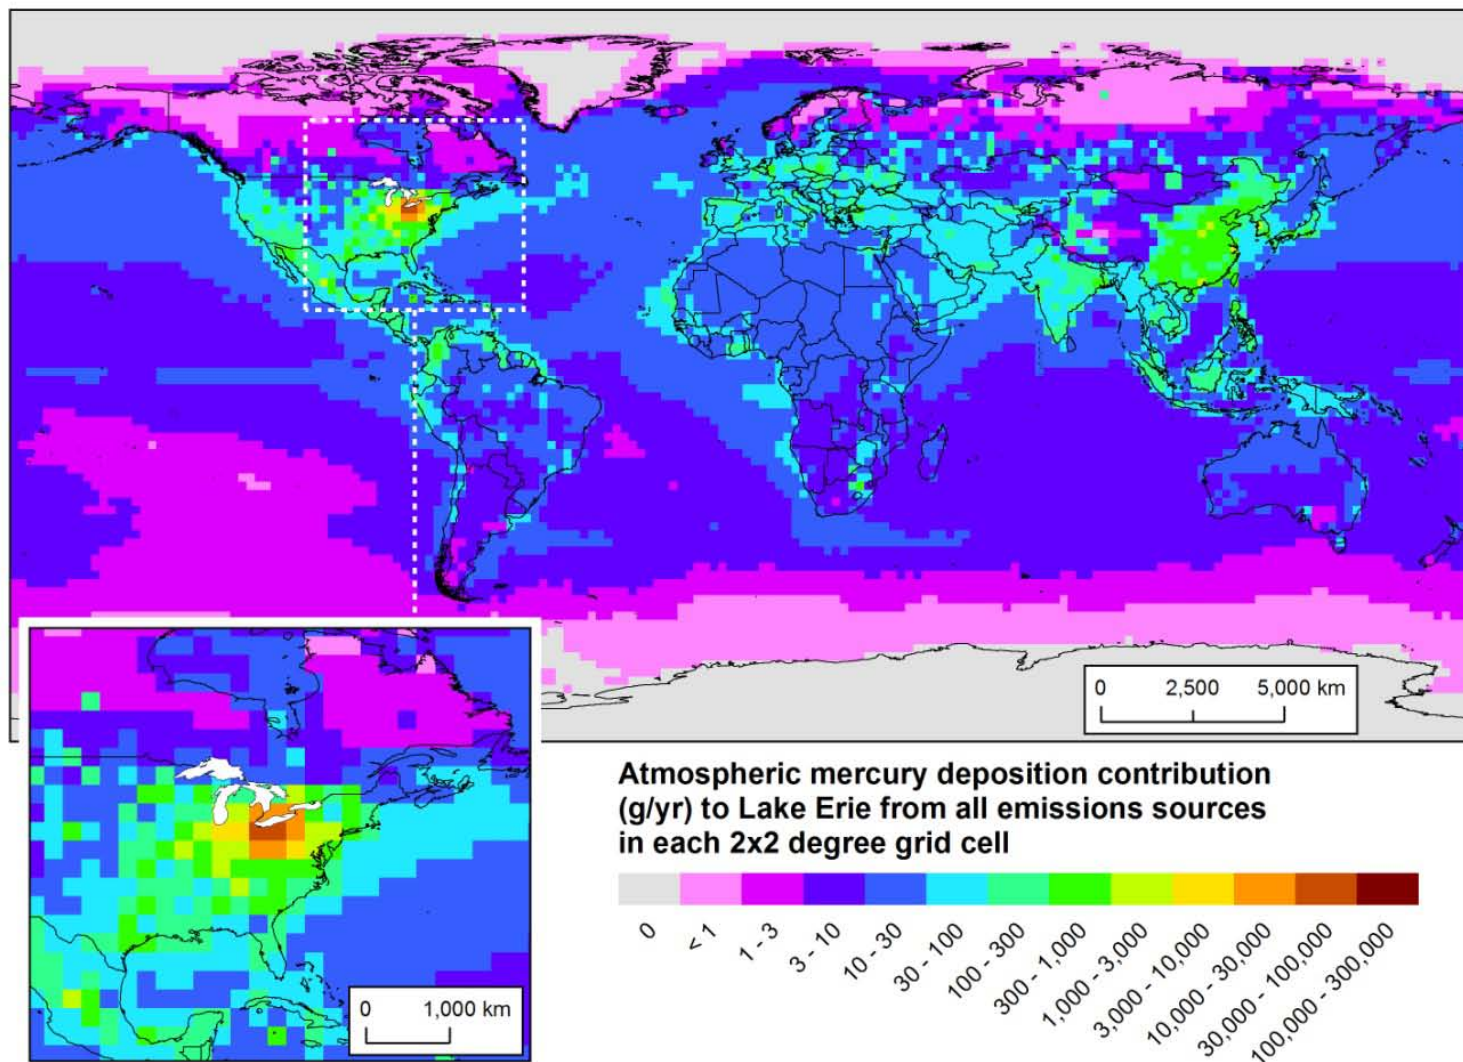 0 2,500 5,000 km
Atmospheric mercury deposition contribution
(g/yr) to Lake Erie from all emissions sources
in each 2x2 degree grid cell
0
< 1
1 - 3
3 - 10
10 - 30
30 - 100
100 - 300
300 - 1,000
1,000 - 3,000
3,000 - 10,000
10,000 - 30,000
30,000 - 100,000
100,000 - 300,000
0 1,000 km